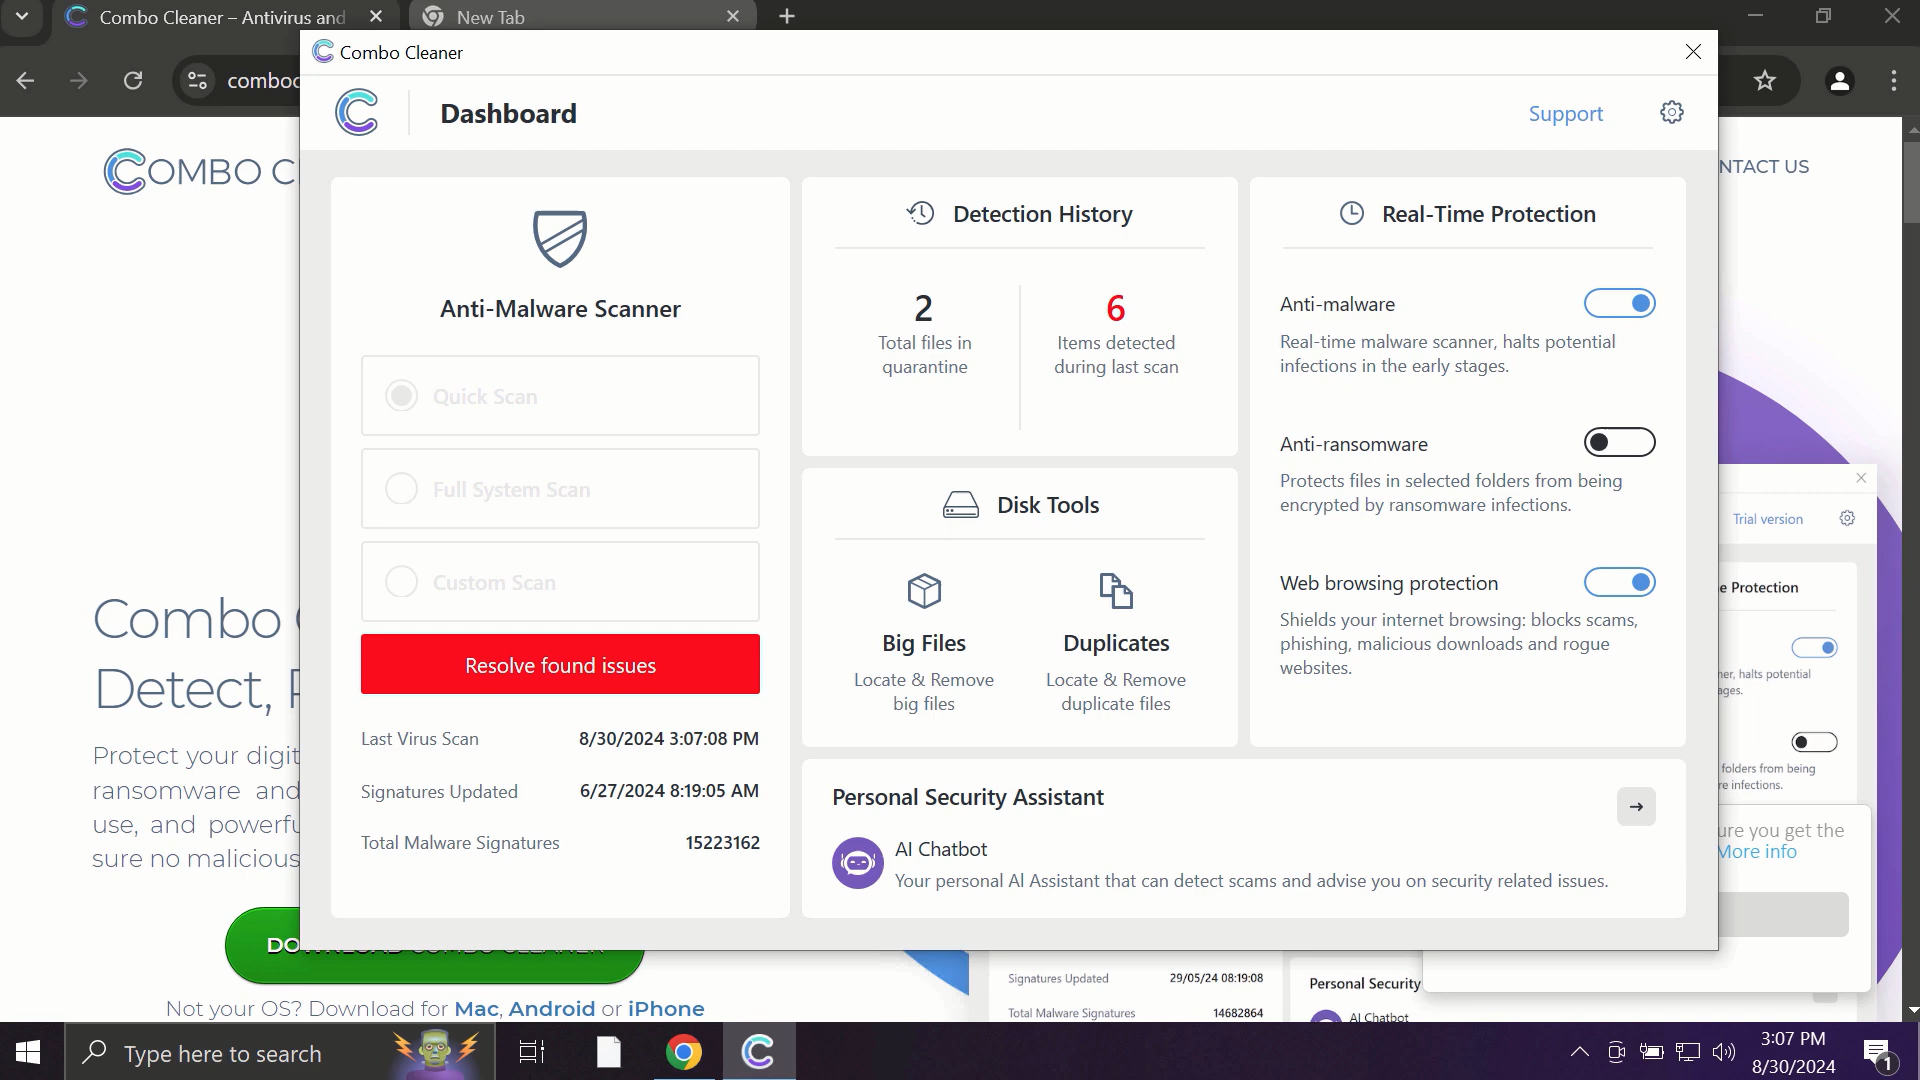 Combo Cleaner – Antivirus and
New Tab
comboc
Combo Cleaner
Dashboard
Support
COMBO C
NTACT US
Anti-Malware Scanner
Quick Scan
Full System Scan
Custom Scan
Resolve found issues
Last Virus Scan 8/30/2024 3:07:08 PM
Signatures Updated 6/27/2024 8:19:05 AM
Total Malware Signatures 15223162
Detection History
2
Total files in
quarantine
6
Items detected
during last scan
Disk Tools
Big Files
Locate & Remove
big files
Duplicates
Locate & Remove
duplicate files
Real-Time Protection
Anti-malware
Real-time malware scanner, halts potential
infections in the early stages.
Anti-ransomware
Protects files in selected folders from being
encrypted by ransomware infections.
Web browsing protection
Shields your internet browsing: blocks scams,
phishing, malicious downloads and rogue
websites.
Personal Security Assistant
AI Chatbot
Your personal AI Assistant that can detect scams and advise you on security related issues.
Combo
Detect,
Protect your digit
ransomware and
use, and powerfu
sure no malicious
DOWNLOAD COMBO CLEANER
Not your OS? Download for Mac, Android or iPhone
Trial version
e Protection
ner, halts potential
ages.
folders from being
re infections.
ure you get the
More info
Signatures Updated 29/05/24 08:19:08
Total Malware Signatures 14682864
Personal Security
AI Chatbot
Type here to search
3:07 PM
8/30/2024
1